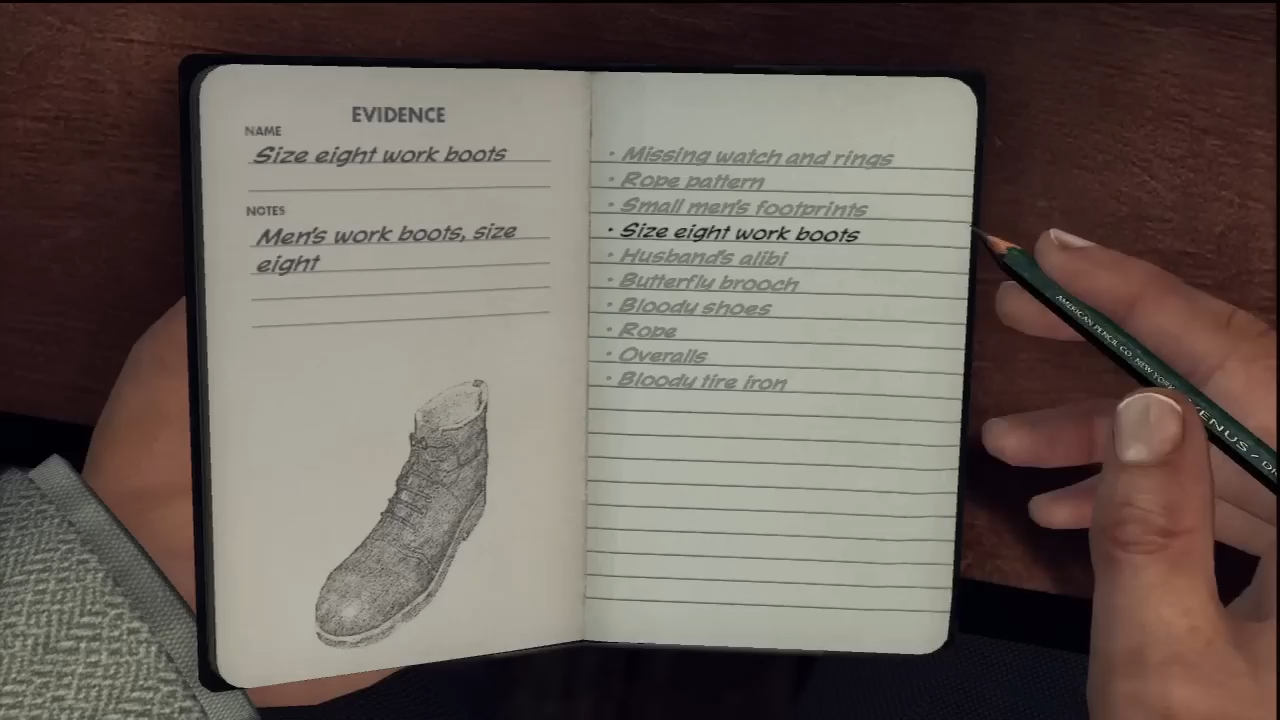 EVIDENCE
NAME
Size eight work boots
NOTES
Men's work boots, size
eight
• Missing watch and rings
• Rope pattern
• Small men's footprints
• Size eight work boots
• Husband's alibi
• Butterfly brooch
• Bloody shoes
• Rope
• Overalls
• Bloody tire iron
AMERICAN PENCIL CO. NEW YORK
VENUS / DR